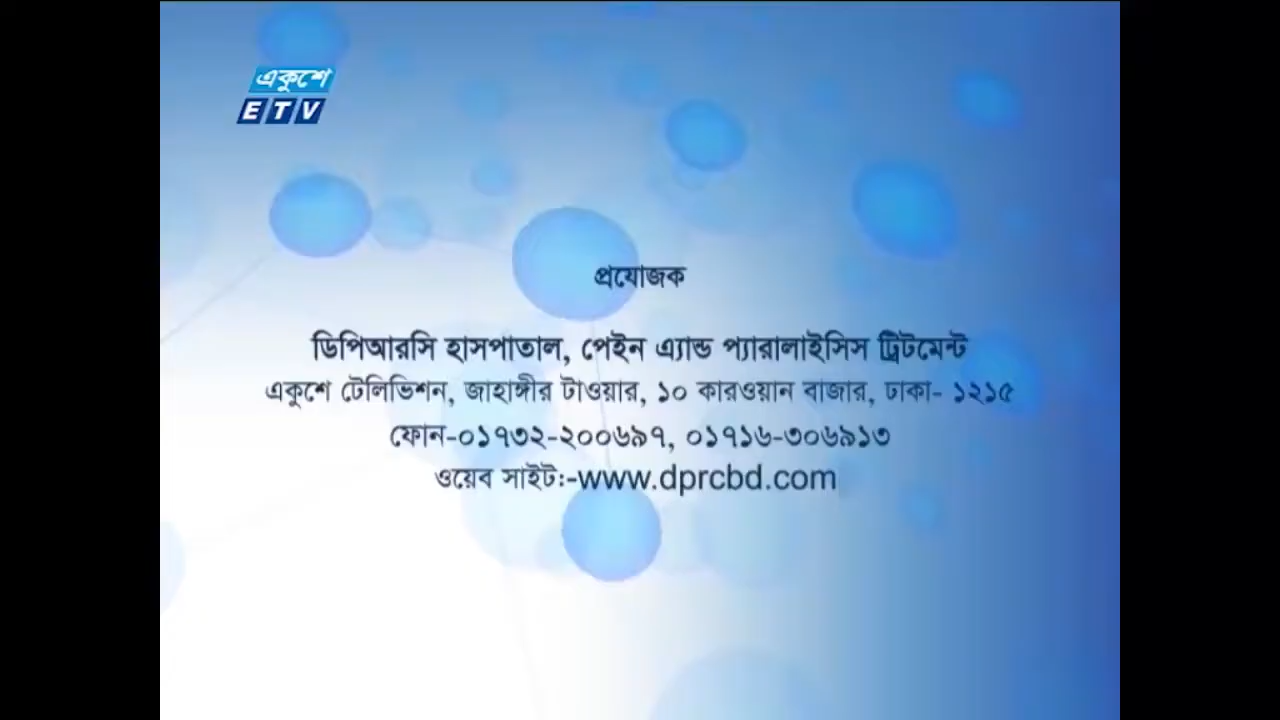 একুশে
ETV
প্রযোজক
ডিপিআরসি হাসপাতাল, পেইন এ্যান্ড প্যারালাইসিস ট্রিটমেন্ট
একুশে টেলিভিশন, জাহাঙ্গীর টাওয়ার, ১০ কারওয়ান বাজার, ঢাকা- ১২১৫
ফোন-০১৭৩২-২০০৬৯৭, ০১৭১৬-৩০৬৯১৩
ওয়েব সাইট:-www.dprcbd.com